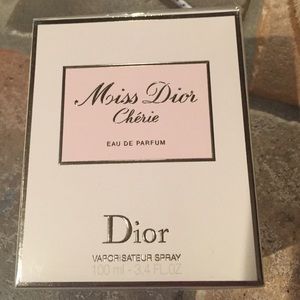 Miss Dior
Chérie
EAU DE PARFUM
Dior
VAPORISATEUR SPRAY
100 ml - 3.4 FL.OZ